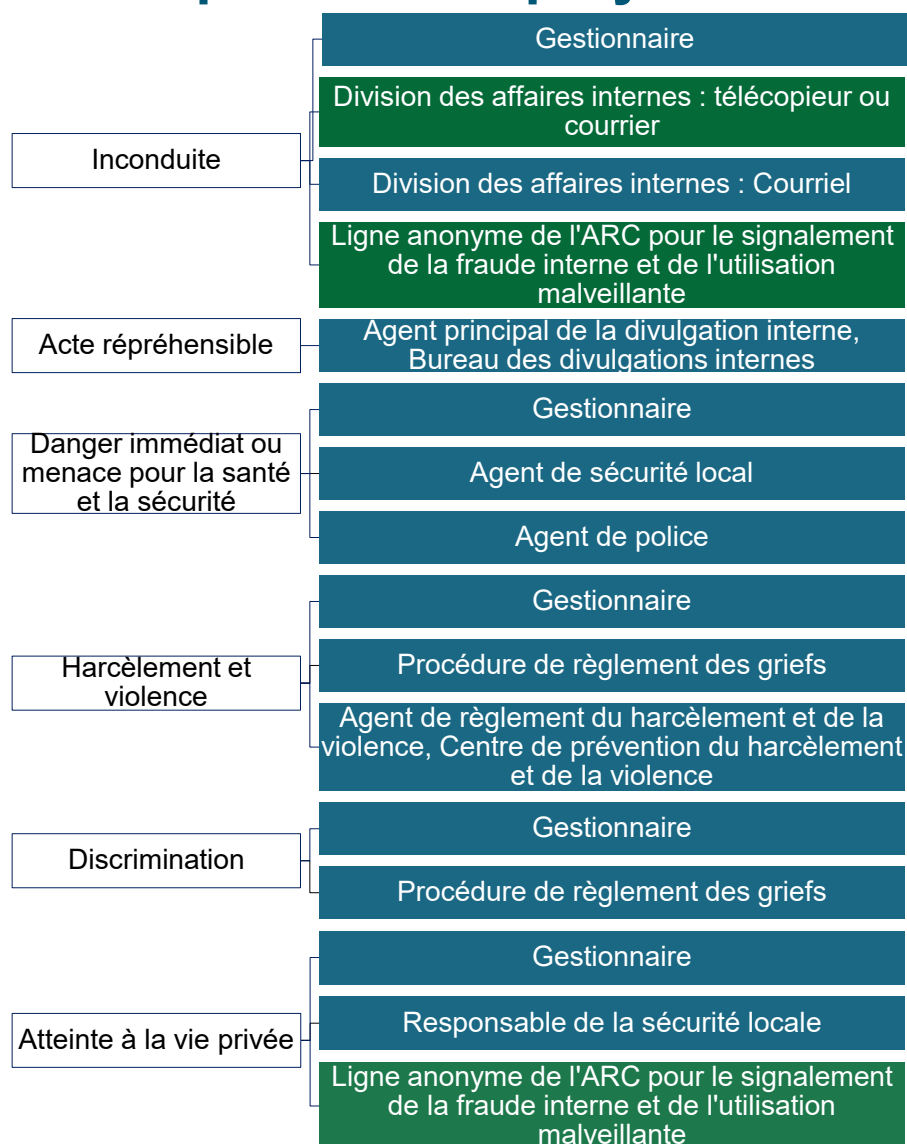 Gestionnaire
Division des affaires internes : télécopieur ou
courrier
Inconduite
Division des affaires internes : Courriel
Ligne anonyme de l'ARC pour le signalement
de la fraude interne et de l'utilisation
malveillante
Acte répréhensible
Agent principal de la divulgation interne,
Bureau des divulgations internes
Gestionnaire
Danger immédiat ou
menace pour la santé
et la sécurité
Agent de sécurité local
Agent de police
Gestionnaire
Harcèlement et
violence
Procédure de règlement des griefs
Agent de règlement du harcèlement et de la
violence, Centre de prévention du harcèlement
et de la violence
Gestionnaire
Discrimination
Procédure de règlement des griefs
Gestionnaire
Atteinte à la vie privée
Responsable de la sécurité locale
Ligne anonyme de l'ARC pour le signalement
de la fraude interne et de l'utilisation
malveillante